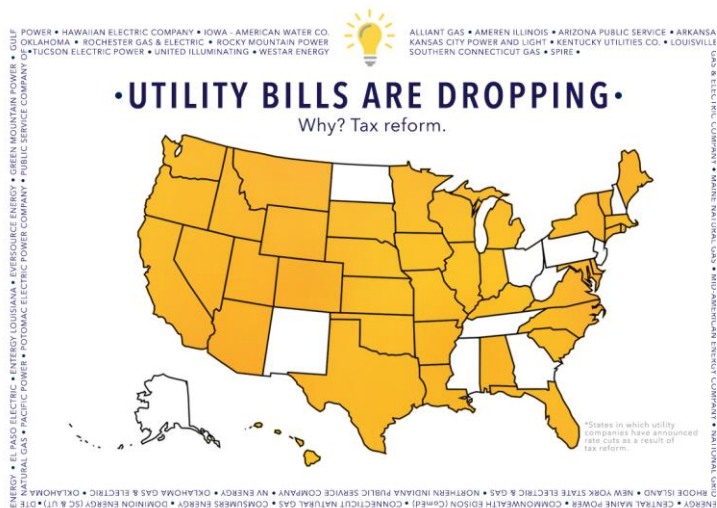 POWER • HAWAIIAN ELECTRIC COMPANY • IOWA - AMERICAN WATER CO.
OKLAHOMA • ROCHESTER GAS & ELECTRIC • ROCKY MOUNTAIN POWER
•TUCSON ELECTRIC POWER • UNITED ILLUMINATING • WESTAR ENERGY
ALLIANT GAS • AMEREN ILLINOIS • ARIZONA PUBLIC SERVICE • ARKANSA
KANSAS CITY POWER AND LIGHT • KENTUCKY UTILITIES CO. • LOUISVILLE
SOUTHERN CONNECTICUT GAS • SPIRE •
•UTILITY BILLS ARE DROPPING•
Why? Tax reform.
*States in which utility
companies have announced
rate cuts as a result of
tax reform.
GAS & ELECTRIC COMPANY • MAINE NATURAL GAS • MID-AMERICAN ENERGY COMPANY • NATIONAL GRID
RHODE ISLAND • NEW YORK STATE ELECTRIC & GAS • NORTHERN INDIANA PUBLIC SERVICE COMPANY • NV ENERGY • OKLAHOMA GAS & ELECTRIC • OKLAHOMA
ENERGY • CENTRAL MAINE POWER • COMMONWEALTH EDISON (ComEd) • CONNECTICUT NATURAL GAS • CONSUMERS ENERGY • DOMINION ENERGY (SC & UT) • DTE
ENERGY • EL PASO ELECTRIC • ENTERGY LOUISIANA • EVERSOURCE ENERGY • GREEN MOUNTAIN POWER • GULF
NATURAL GAS • PACIFIC POWER • POTOMAC ELECTRIC POWER COMPANY • PUBLIC SERVICE COMPANY OF